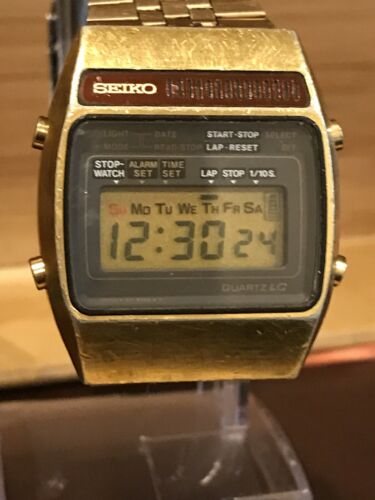 SEIKO
LIGHT DATE START·STOP SELECT
MODE READ·STOP LAP·RESET
STOP- ALARM TIME LAP STOP 1/10S.
WATCH SET SET
SU MO TU WE TH FR SA
12:30 24
QUARTZ LC